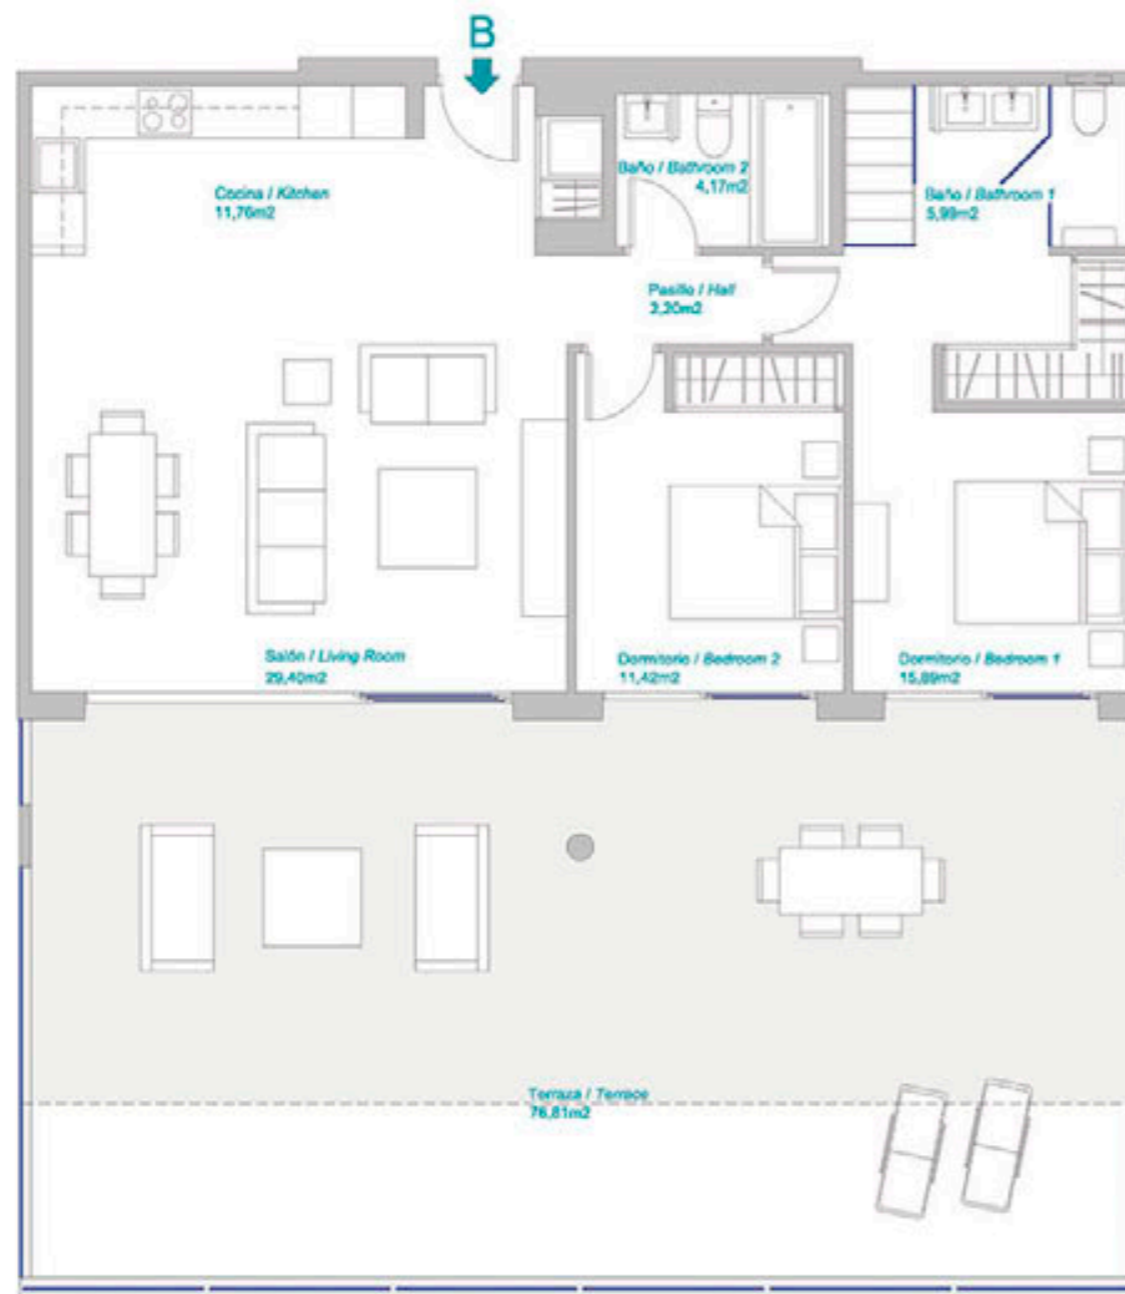 B
Baño / Bathroom 2
4,17m2
Cocina / Kitchen
11,76m2
Baño / Bathroom 1
5,99m2
Pasillo / Hall
2,20m2
Salón / Living Room
29,40m2
Dormitorio / Bedroom 2
11,42m2
Dormitorio / Bedroom 1
15,89m2
Terraza / Terrace
76,81m2